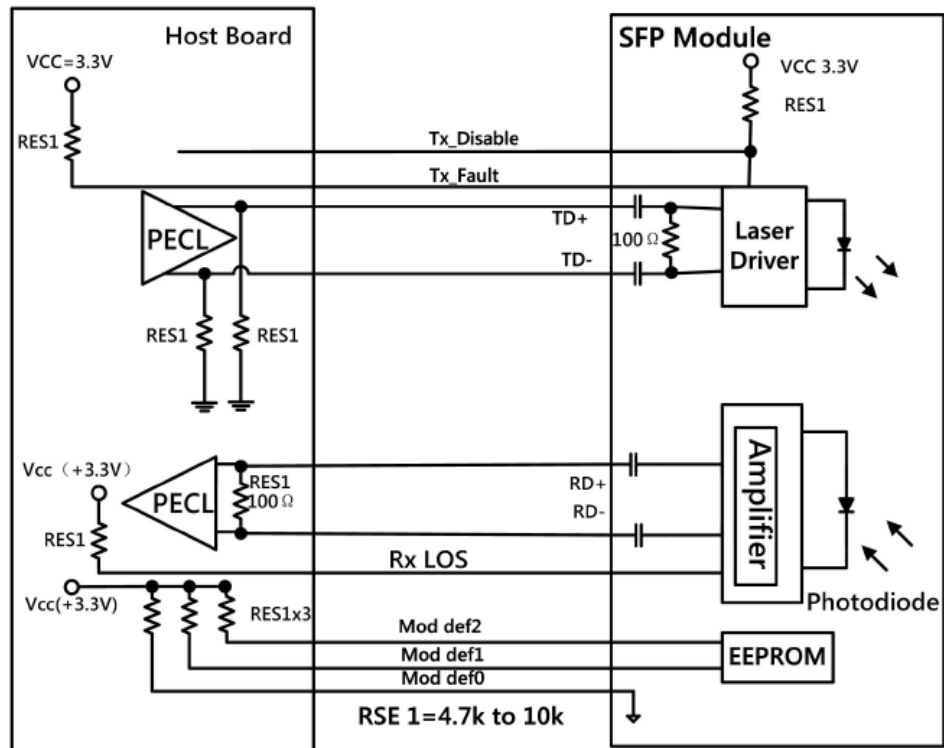 Host Board
SFP Module
VCC=3.3V
VCC 3.3V
RES1
RES1
Tx_Disable
Tx_Fault
PECL
TD+
100Ω
TD-
Laser
Driver
RES1
RES1
Vcc（+3.3V）
PECL
RES1
100Ω
RD+
RD-
Amplifier
RES1
Rx LOS
Vcc(+3.3V)
RES1x3
Photodiode
Mod def2
Mod def1
Mod def0
EEPROM
RSE 1=4.7k to 10k